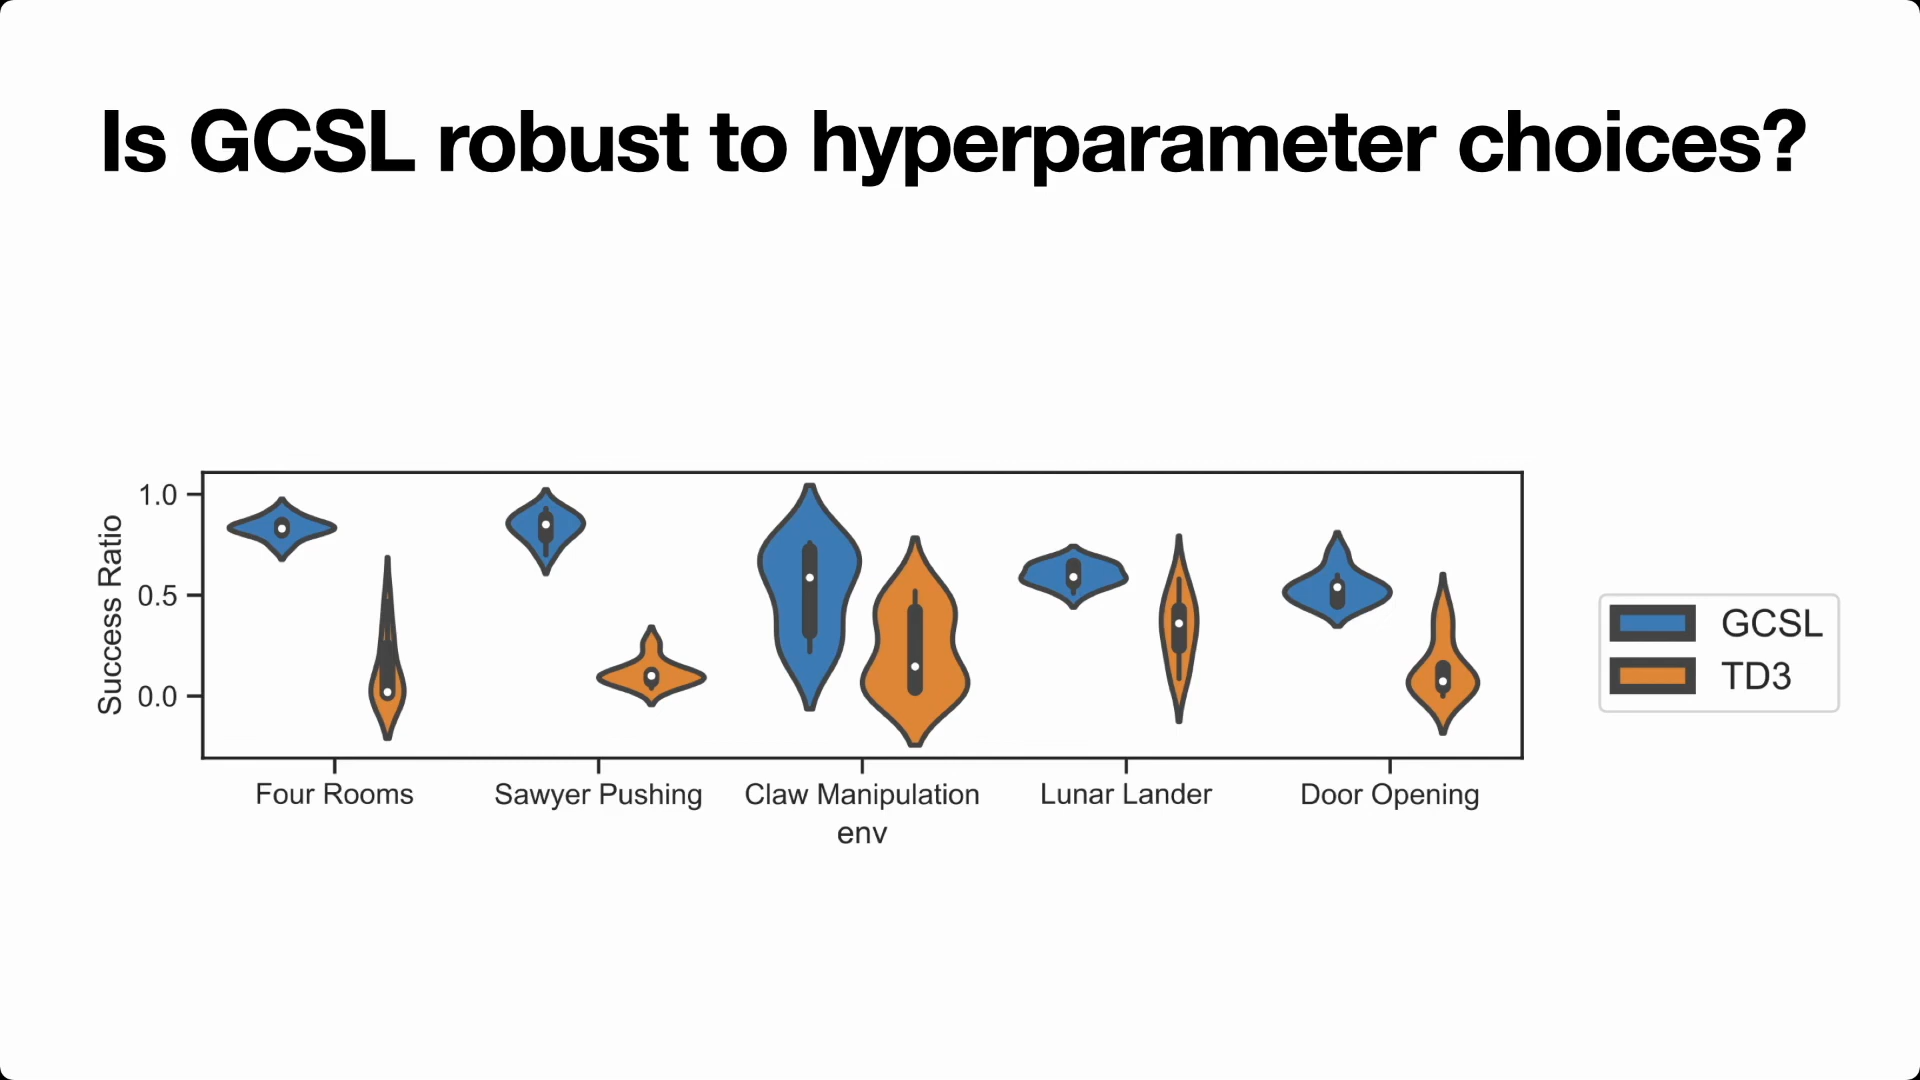 Is GCSL robust to hyperparameter choices?
Success Ratio
1.0
0.5
0.0
Four Rooms
Sawyer Pushing
Claw Manipulation
Lunar Lander
Door Opening
env
GCSL
TD3